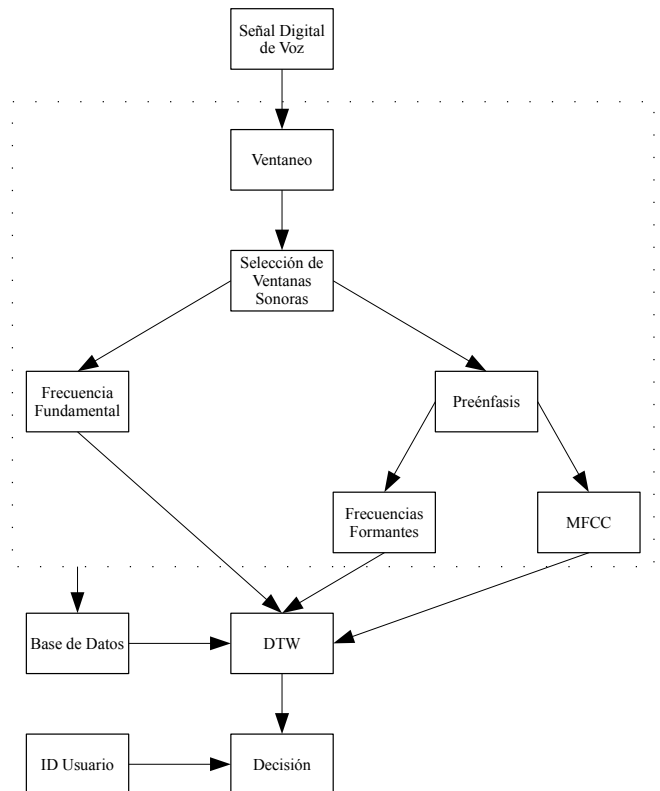 Señal Digital
de Voz
Ventaneo
Selección de
Ventanas
Sonoras
Frecuencia
Fundamental
Preénfasis
Frecuencias
Formantes
MFCC
Base de Datos
DTW
ID Usuario
Decisión